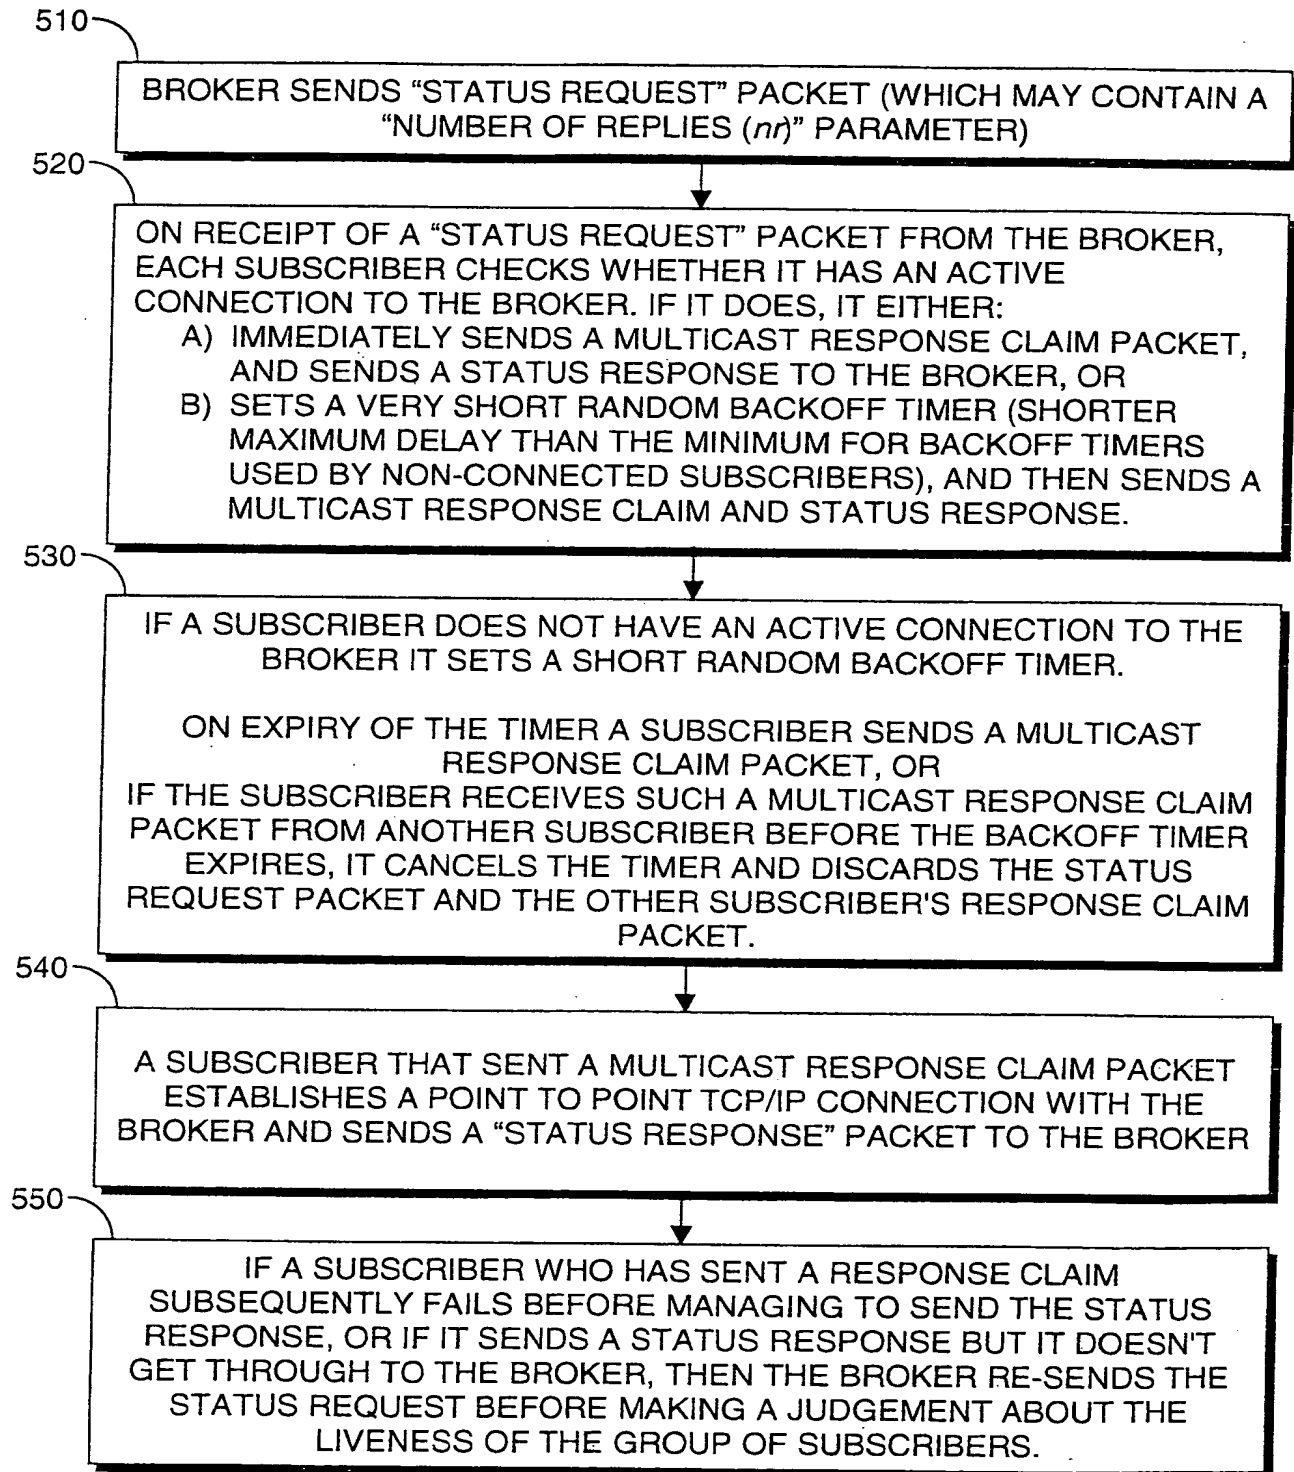 510
BROKER SENDS “STATUS REQUEST” PACKET (WHICH MAY CONTAIN A
“NUMBER OF REPLIES (nr)” PARAMETER)
520
ON RECEIPT OF A “STATUS REQUEST” PACKET FROM THE BROKER,
EACH SUBSCRIBER CHECKS WHETHER IT HAS AN ACTIVE
CONNECTION TO THE BROKER. IF IT DOES, IT EITHER:
A) IMMEDIATELY SENDS A MULTICAST RESPONSE CLAIM PACKET,
AND SENDS A STATUS RESPONSE TO THE BROKER, OR
B) SETS A VERY SHORT RANDOM BACKOFF TIMER (SHORTER
MAXIMUM DELAY THAN THE MINIMUM FOR BACKOFF TIMERS
USED BY NON-CONNECTED SUBSCRIBERS), AND THEN SENDS A
MULTICAST RESPONSE CLAIM AND STATUS RESPONSE.
530
IF A SUBSCRIBER DOES NOT HAVE AN ACTIVE CONNECTION TO THE
BROKER IT SETS A SHORT RANDOM BACKOFF TIMER.
ON EXPIRY OF THE TIMER A SUBSCRIBER SENDS A MULTICAST
RESPONSE CLAIM PACKET, OR
IF THE SUBSCRIBER RECEIVES SUCH A MULTICAST RESPONSE CLAIM
PACKET FROM ANOTHER SUBSCRIBER BEFORE THE BACKOFF TIMER
EXPIRES, IT CANCELS THE TIMER AND DISCARDS THE STATUS
REQUEST PACKET AND THE OTHER SUBSCRIBER'S RESPONSE CLAIM
PACKET.
540
A SUBSCRIBER THAT SENT A MULTICAST RESPONSE CLAIM PACKET
ESTABLISHES A POINT TO POINT TCP/IP CONNECTION WITH THE
BROKER AND SENDS A “STATUS RESPONSE” PACKET TO THE BROKER
550
IF A SUBSCRIBER WHO HAS SENT A RESPONSE CLAIM
SUBSEQUENTLY FAILS BEFORE MANAGING TO SEND THE STATUS
RESPONSE, OR IF IT SENDS A STATUS RESPONSE BUT IT DOESN'T
GET THROUGH TO THE BROKER, THEN THE BROKER RE-SENDS THE
STATUS REQUEST BEFORE MAKING A JUDGEMENT ABOUT THE
LIVENESS OF THE GROUP OF SUBSCRIBERS.